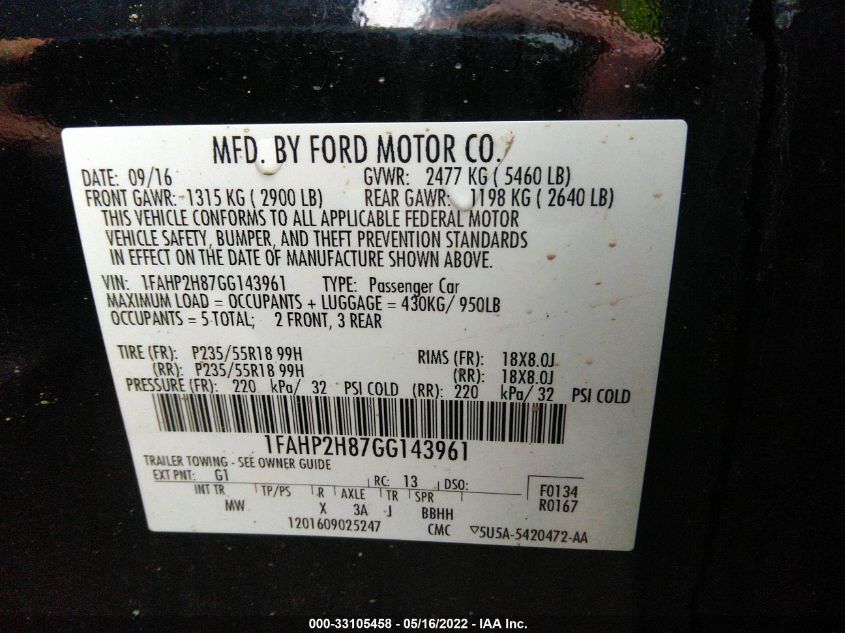 MFD. BY FORD MOTOR CO.
DATE: 09/16 GVWR: 2477 KG ( 5460 LB)
FRONT GAWR: 1315 KG ( 2900 LB) REAR GAWR: 1198 KG ( 2640 LB)
THIS VEHICLE CONFORMS TO ALL APPLICABLE FEDERAL MOTOR
VEHICLE SAFETY, BUMPER, AND THEFT PREVENTION STANDARDS
IN EFFECT ON THE DATE OF MANUFACTURE SHOWN ABOVE.
VIN: 1FAHP2H87GG143961 TYPE: Passenger Car
MAXIMUM LOAD = OCCUPANTS + LUGGAGE = 430KG/ 950LB
OCCUPANTS = 5 TOTAL; 2 FRONT, 3 REAR
TIRE (FR): P235/55R18 99H RIMS (FR): 18X8.0J
(RR): P235/55R18 99H (RR): 18X8.0J
PRESSURE (FR): 220 kPa/ 32 PSI COLD (RR): 220 kPa/ 32 PSI COLD
1FAHP2H87GG143961
TRAILER TOWING - SEE OWNER GUIDE
EXT PNT: G1 RC: 13 DSO: F0134
INT TR TP/PS R AXLE TR SPR R0167
MW X 3A J BBHH
1201609025247 CMC ▽5U5A-5420472-AA
000-33105458 - 05/16/2022 - IAA Inc.